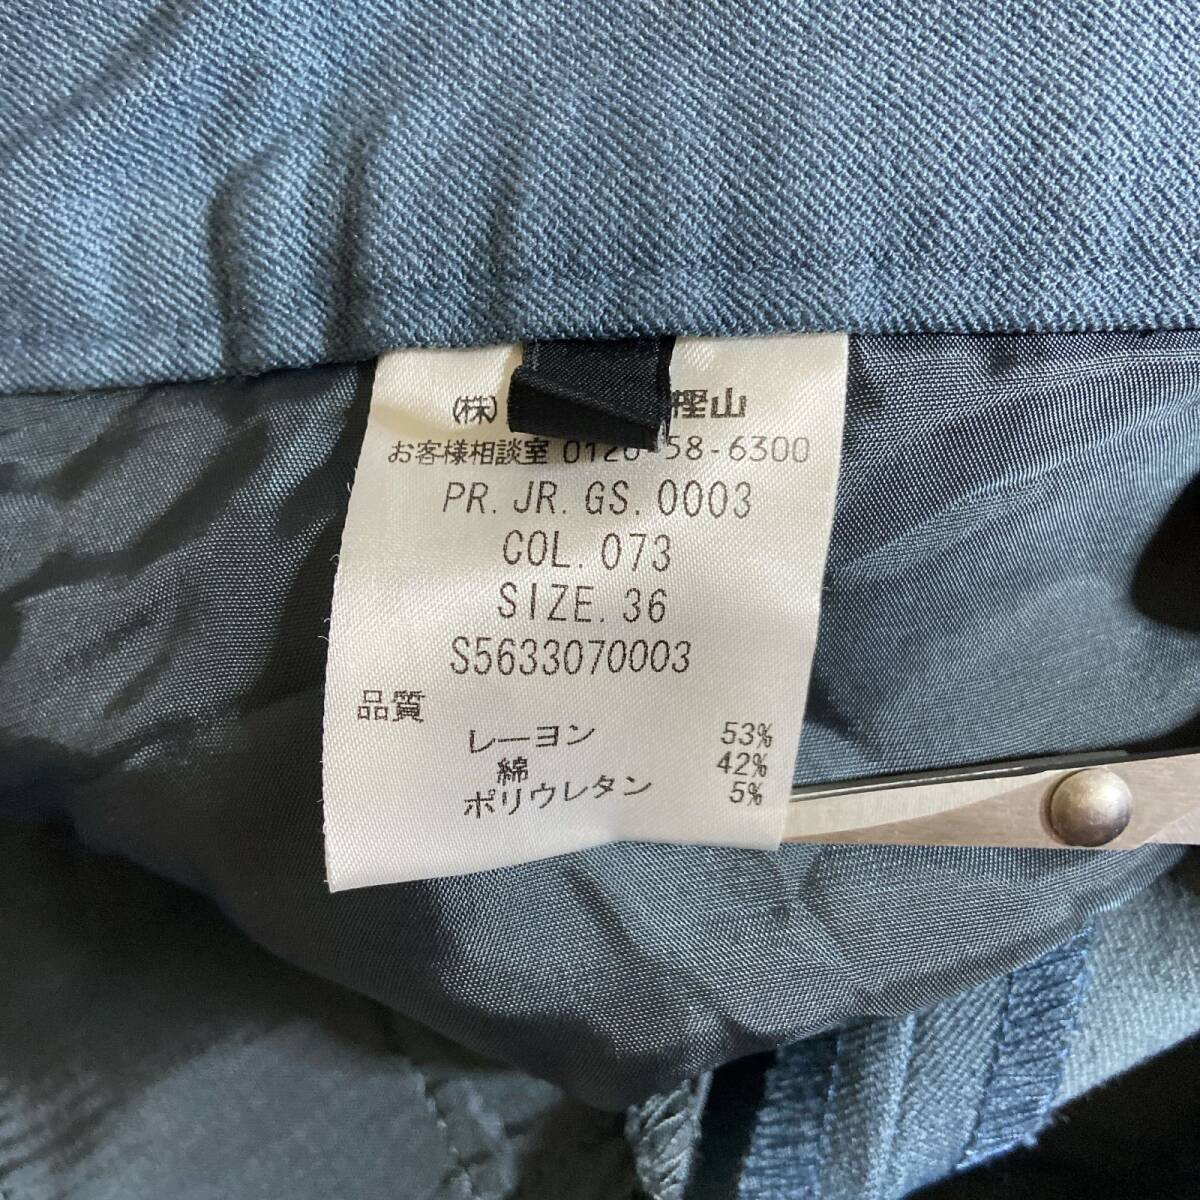 (株) 樫山
お客様相談室 0120-58-6300
PR. JR. GS. 0003
COL. 073
SIZE. 36
S5633070003
品質
レーヨン 53%
綿 42%
ポリウレタン 5%